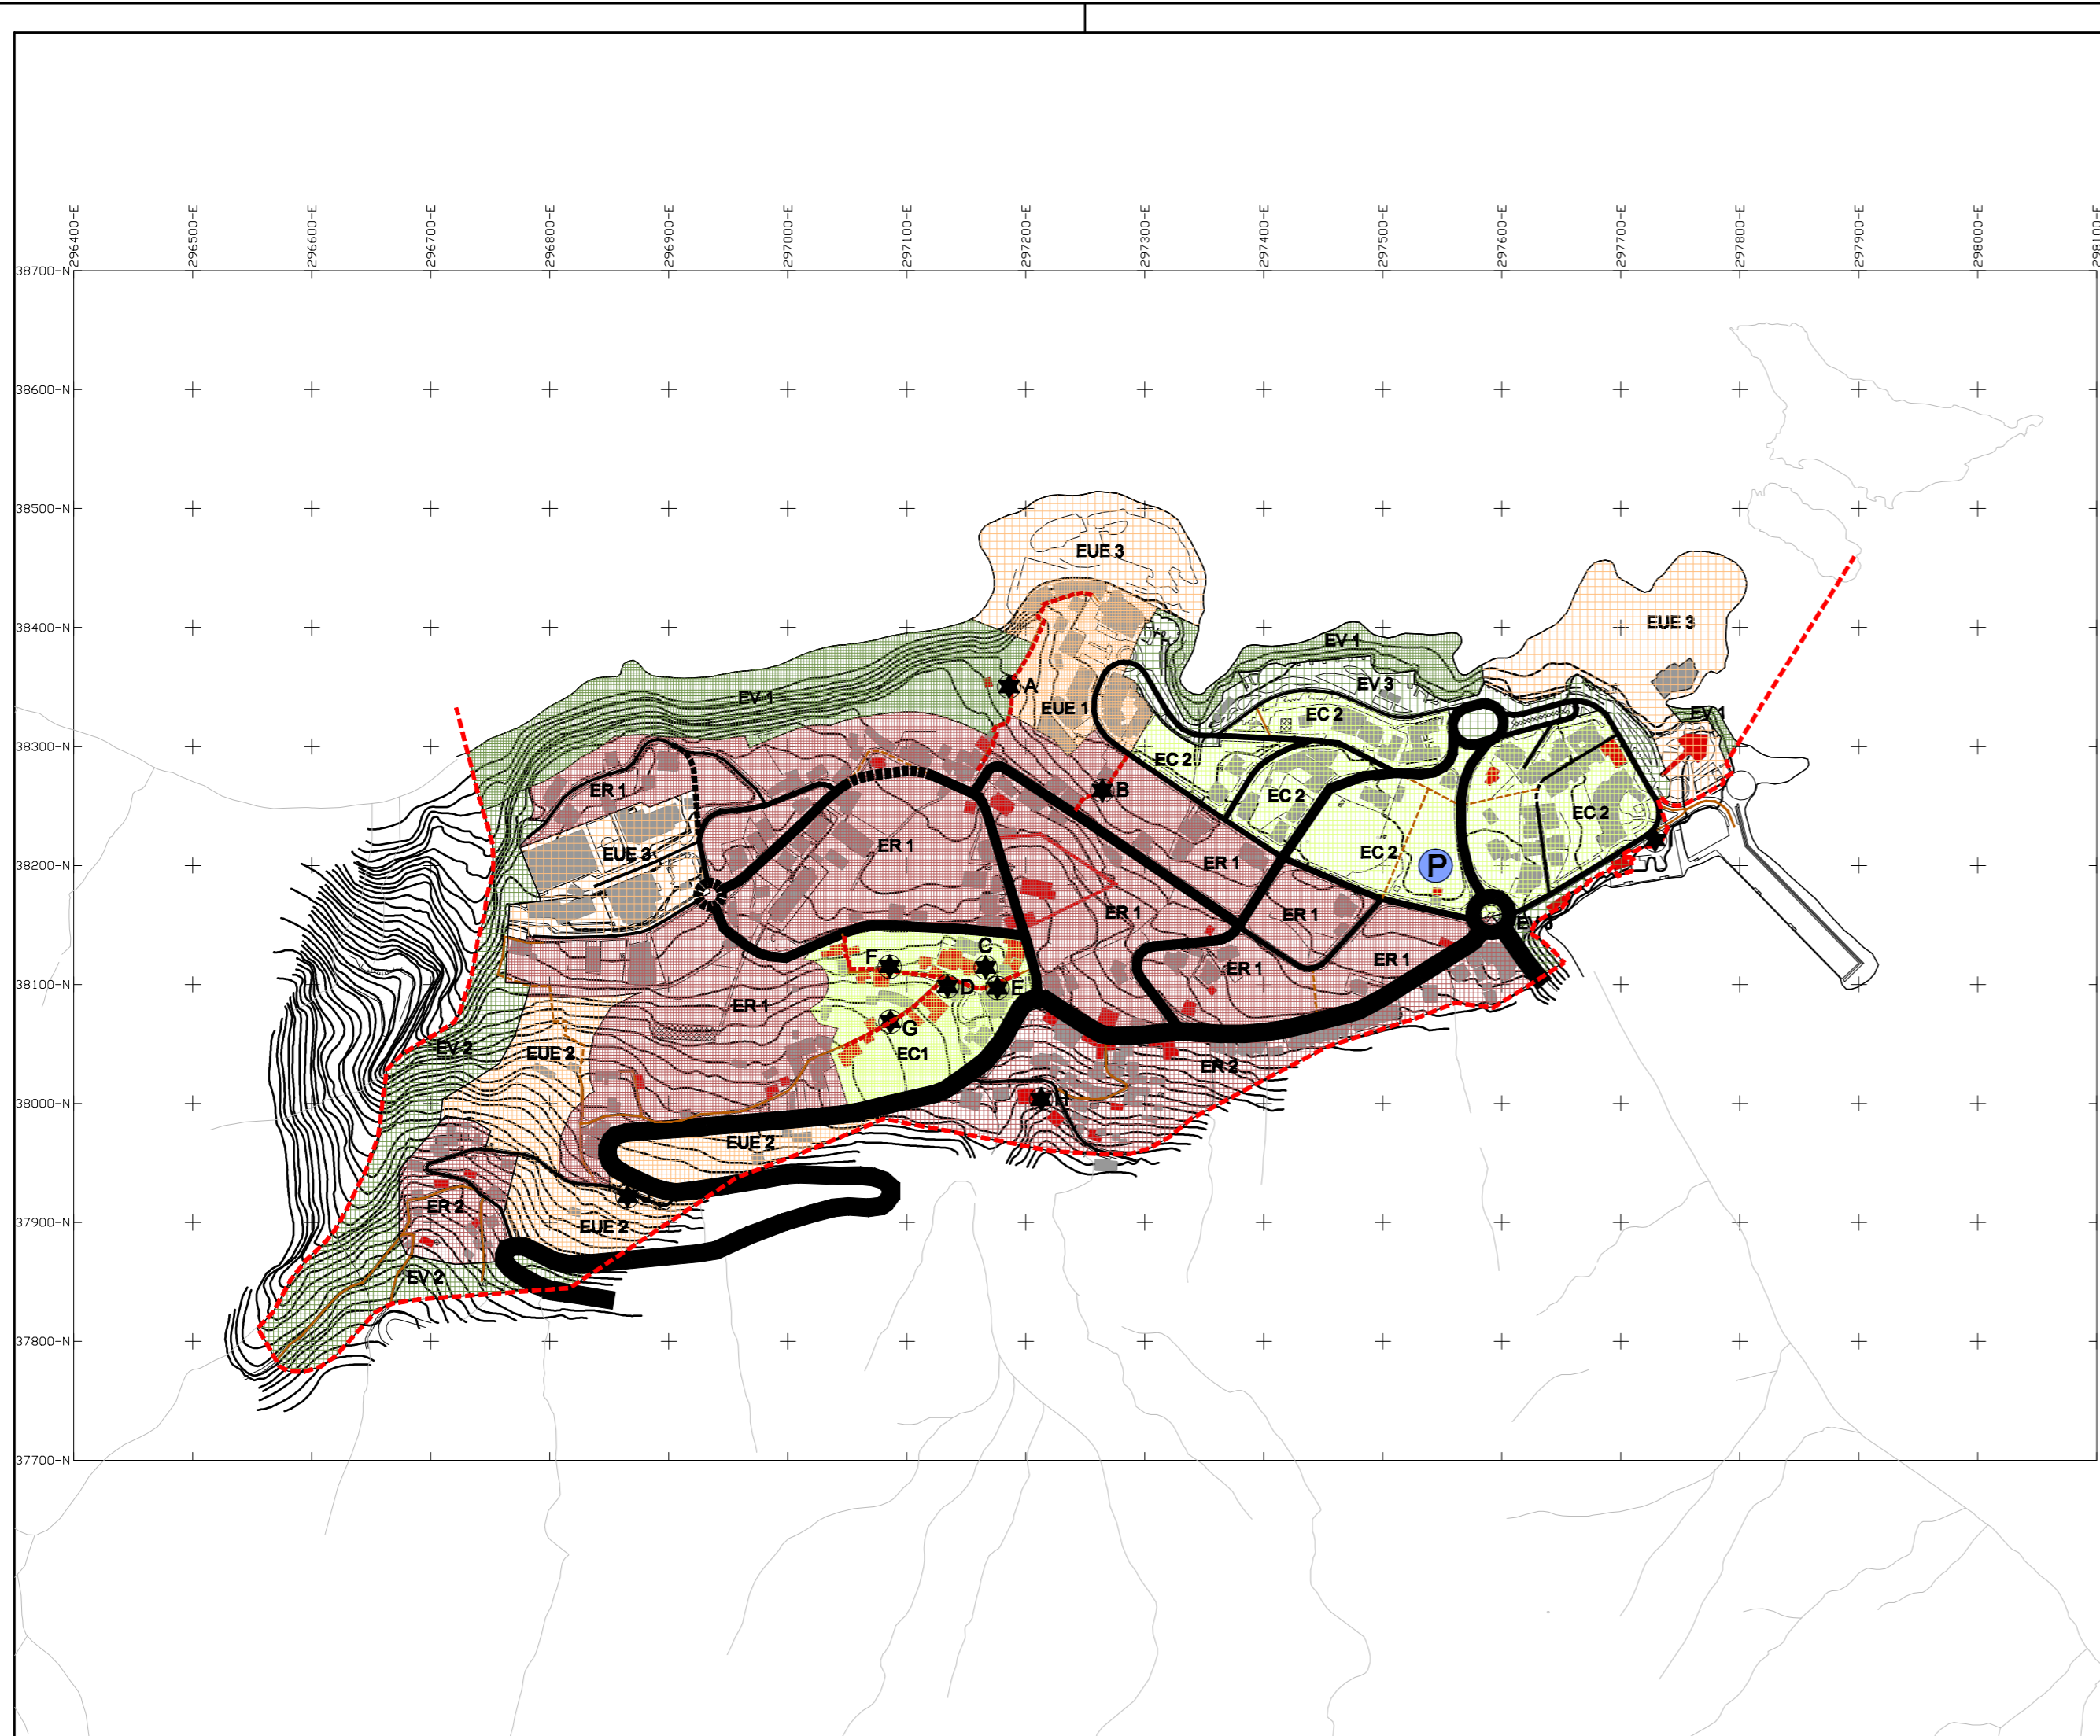 296400-E
296500-E
296600-E
296700-E
296800-E
296900-E
297000-E
297100-E
297200-E
297300-E
297400-E
297500-E
297600-E
297700-E
297800-E
297900-E
298000-E
38700-N
38600-N
38500-N
EUE 3
38400-N
EUE 3
EV 1
EV 3
A
EV 1
EUE 1
EC 2
EV 1
38300-N
EC 2
ER 1
B
EC 2
EC 2
ER 1
EUE 3
EC 2
ER 1
P
38200-N
ER 1
ER 1
C
F
ER 1
ER 1
38100-N
D
E
ER 1
G
EV 2
EUE 2
EC1
ER 2
38000-N
H
EUE 2
ER 2
37900-N
EUE 2
EV 2
37800-N
37700-N